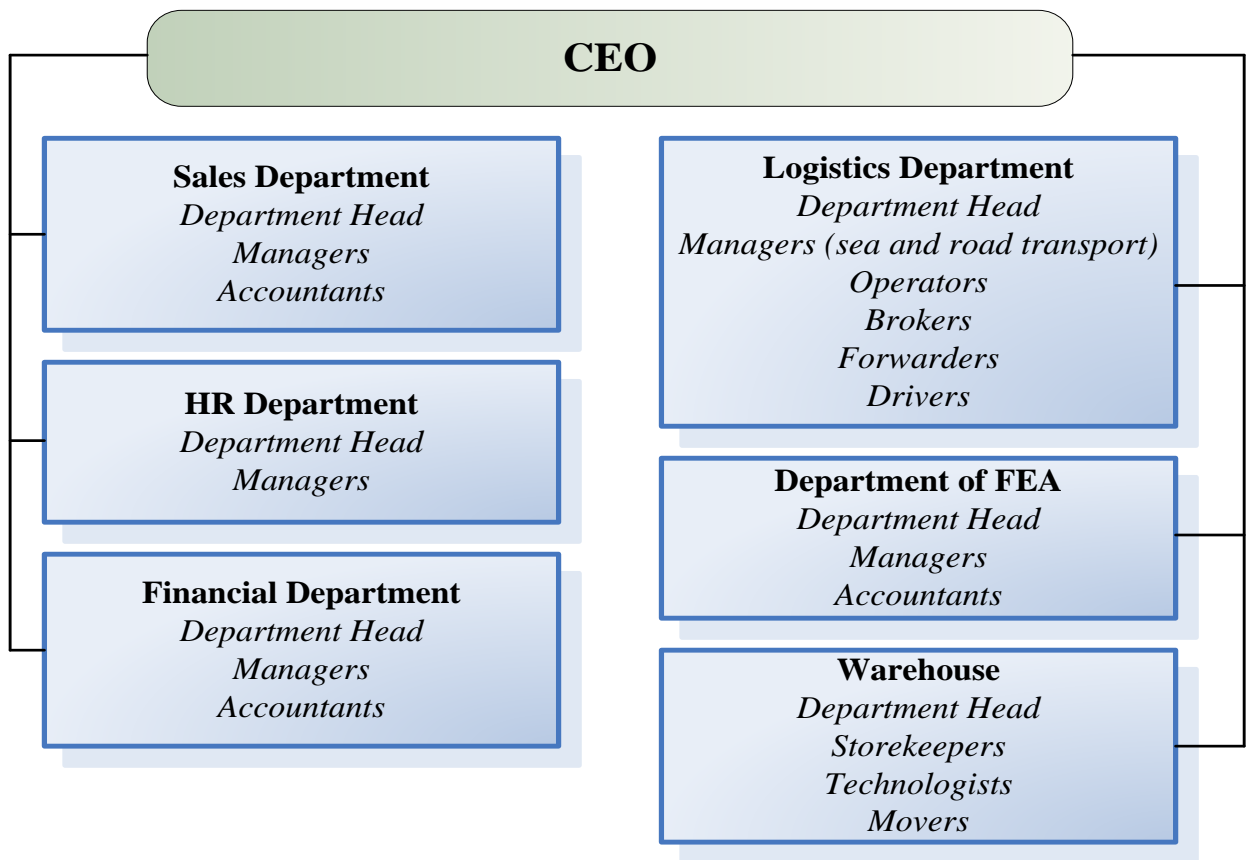 CEO
Sales Department
Department Head
Managers
Accountants
HR Department
Department Head
Managers
Financial Department
Department Head
Managers
Accountants
Logistics Department
Department Head
Managers (sea and road transport)
Operators
Brokers
Forwarders
Drivers
Department of FEA
Department Head
Managers
Accountants
Warehouse
Department Head
Storekeepers
Technologists
Movers